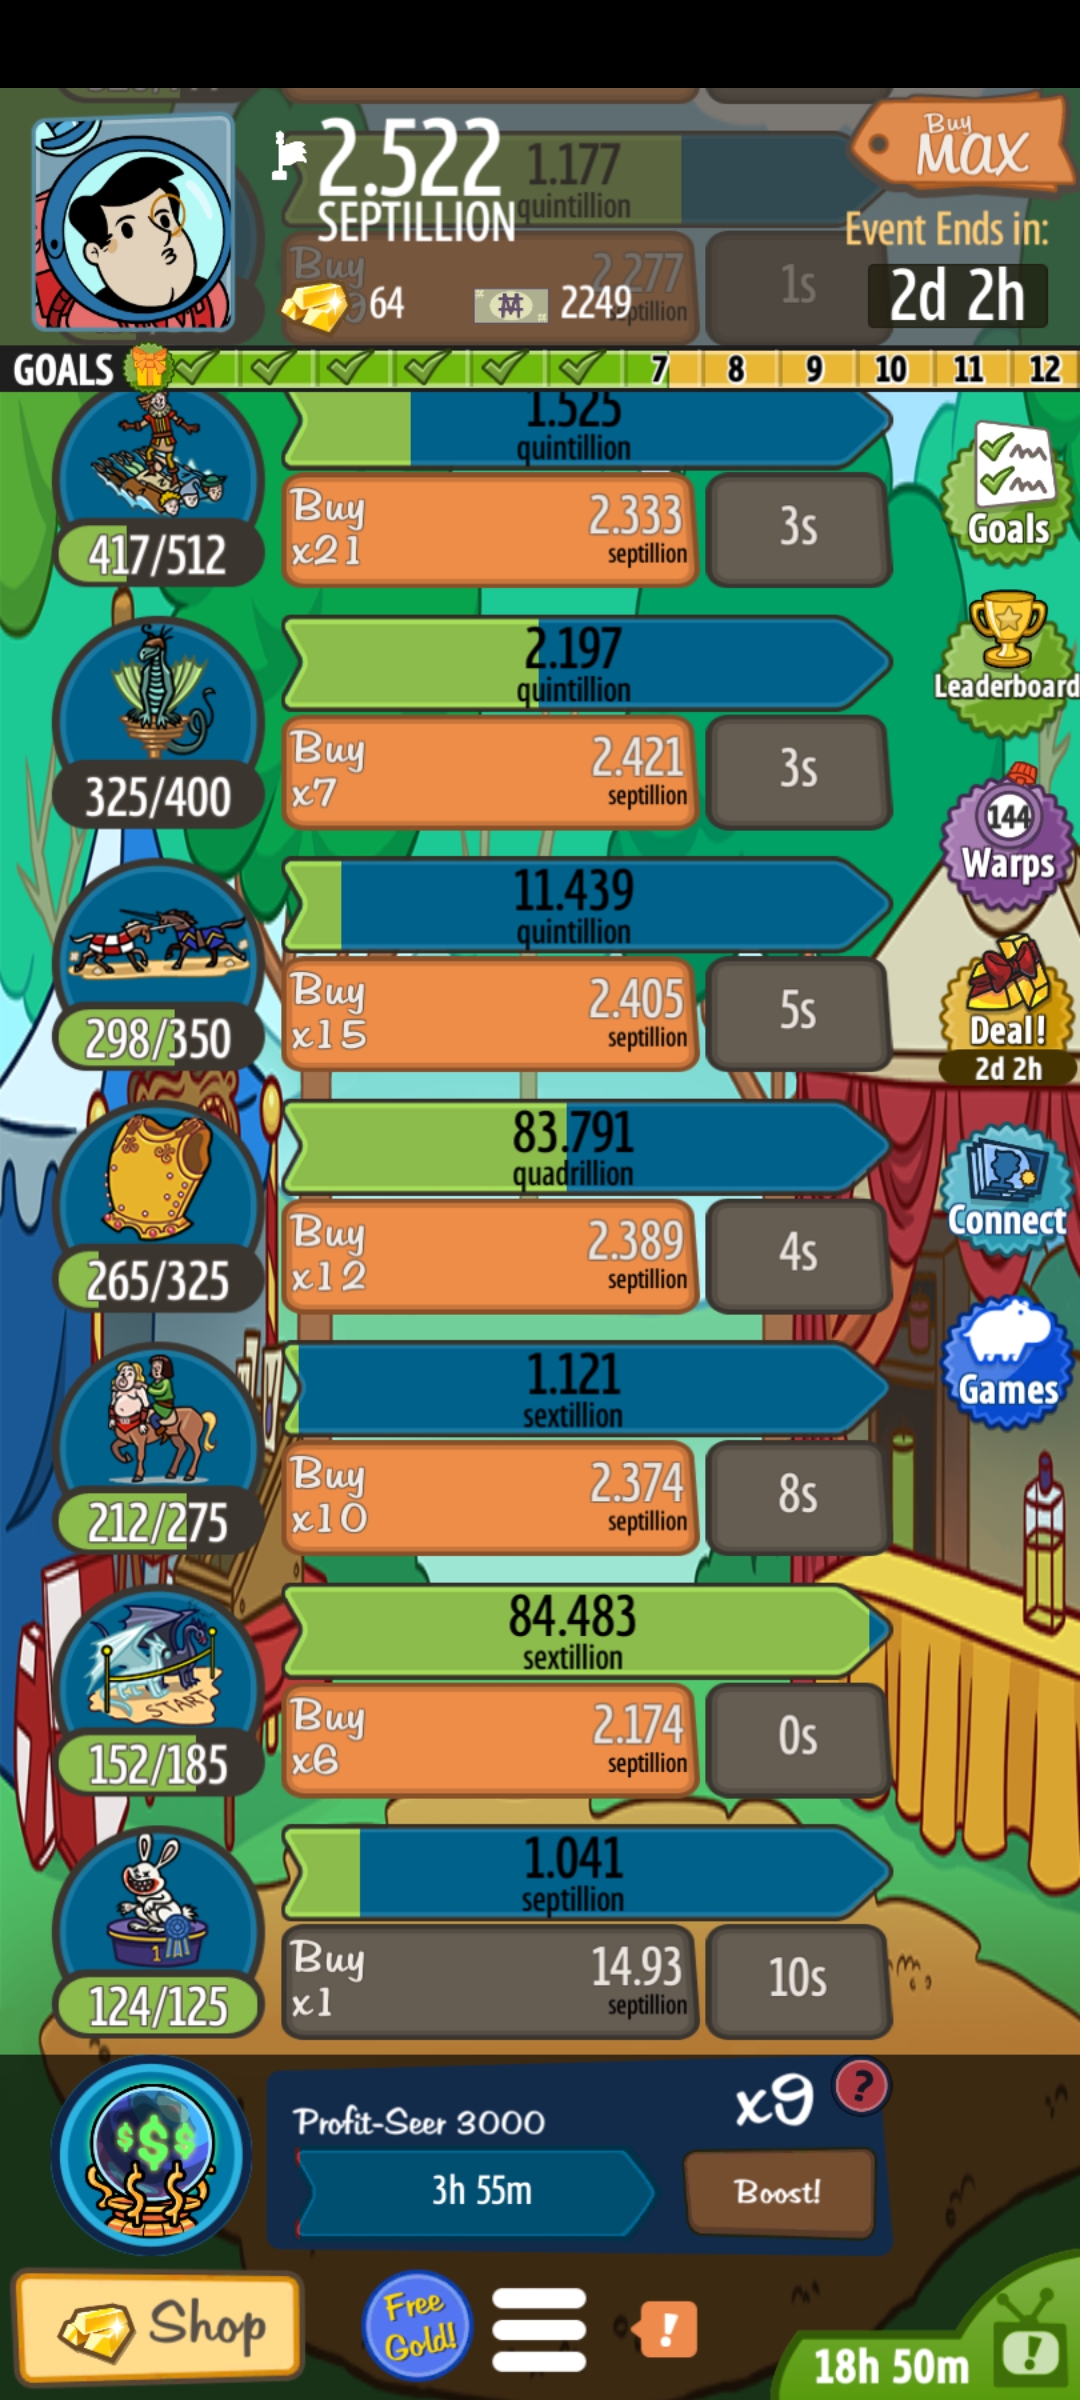 2.522
SEPTILLION
1.177
quintillion
Buy
MAX
Event Ends in:
2d 2h
Buy
2.277
1s
64
2249
GOALS
7
8
9
10
11
12
1.525
quintillion
417/512
Buy
x21
2.333
septillion
3s
Goals
2.197
quintillion
325/400
Buy
x7
2.421
septillion
3s
Leaderboard
144
Warps
11.439
quintillion
298/350
Buy
x15
2.405
septillion
5s
Deal!
2d 2h
83.791
quadrillion
265/325
Buy
x12
2.389
septillion
4s
Connect
1.121
sextillion
212/275
Buy
x10
2.374
septillion
8s
Games
84.483
sextillion
START
152/185
Buy
x6
2.174
septillion
0s
1.041
septillion
1
124/125
Buy
x1
14.93
septillion
10s
$$$
Profit-Seer 3000
x9
?
3h 55m
Boost!
Shop
Free
Gold!
!
!
18h 50m